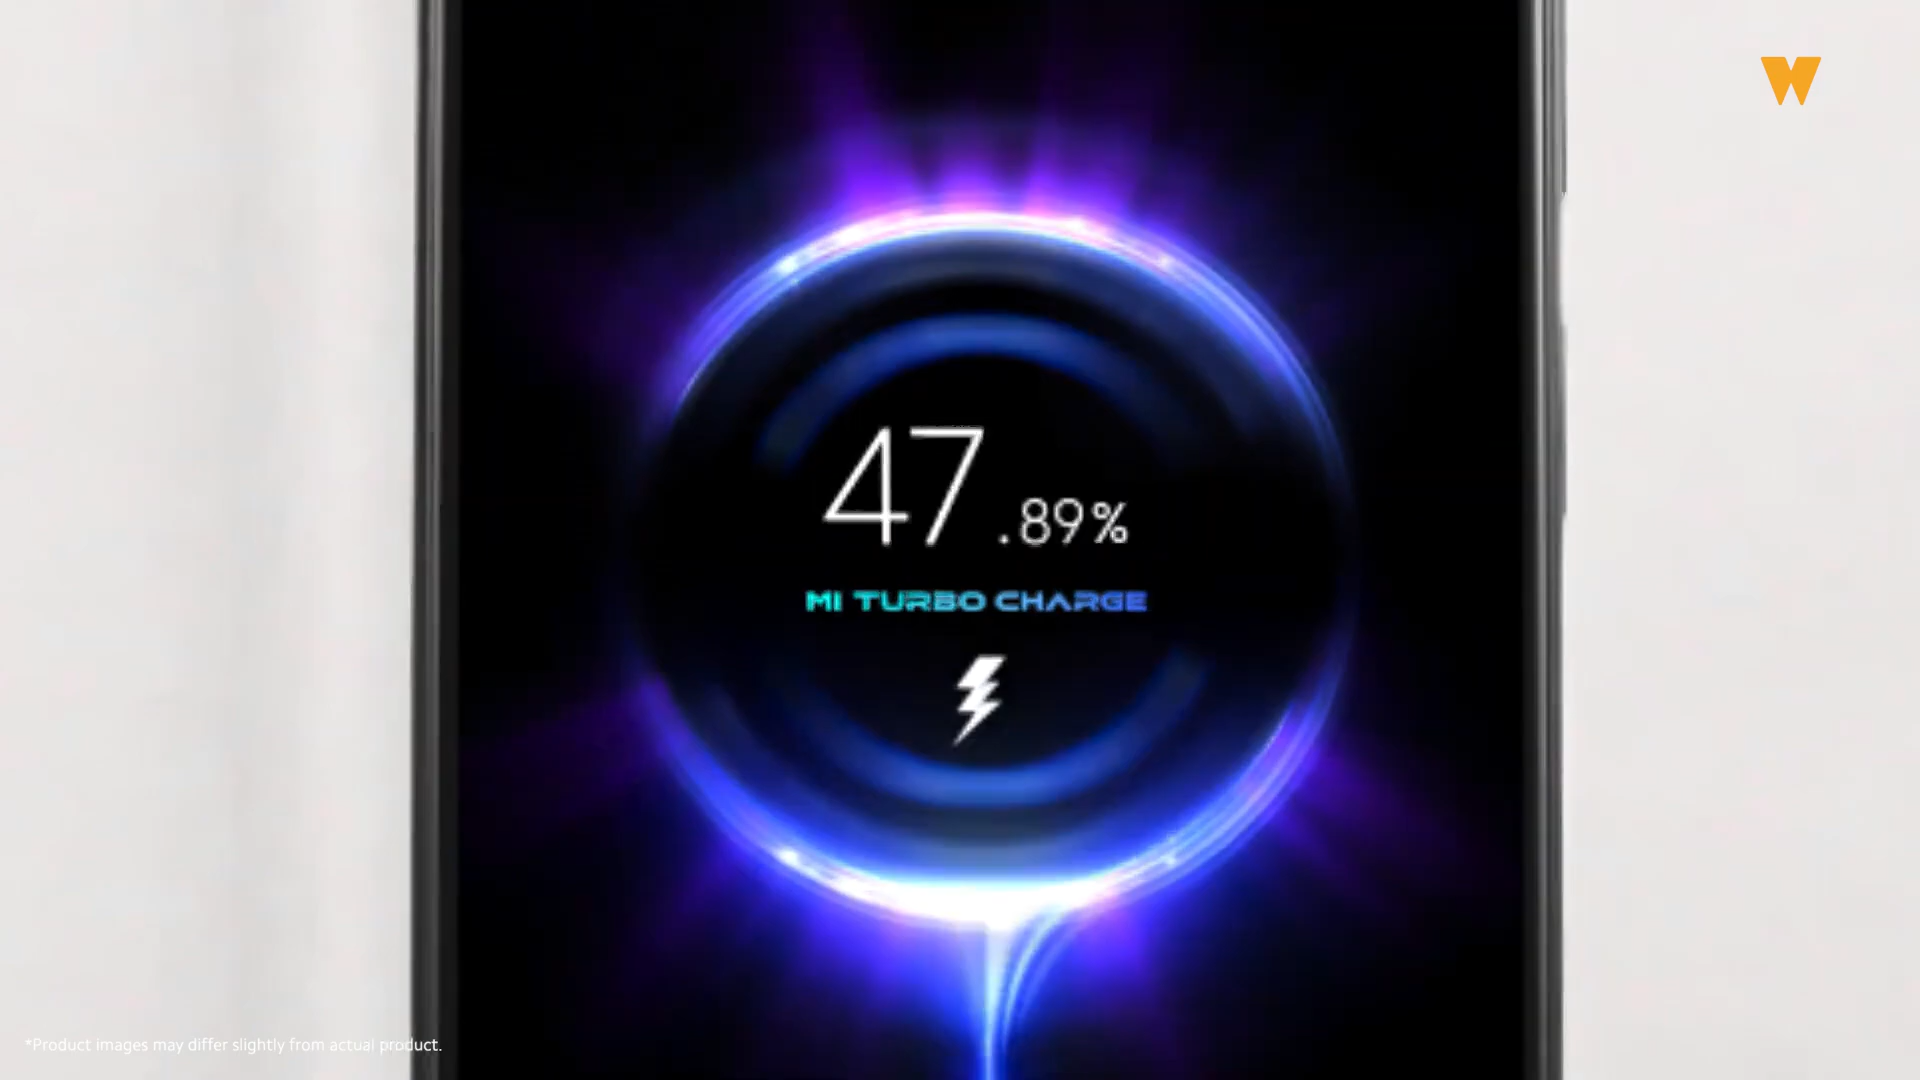 W
47.89%
MI TURBO CHARGE
*Product images may differ slightly from actual product.